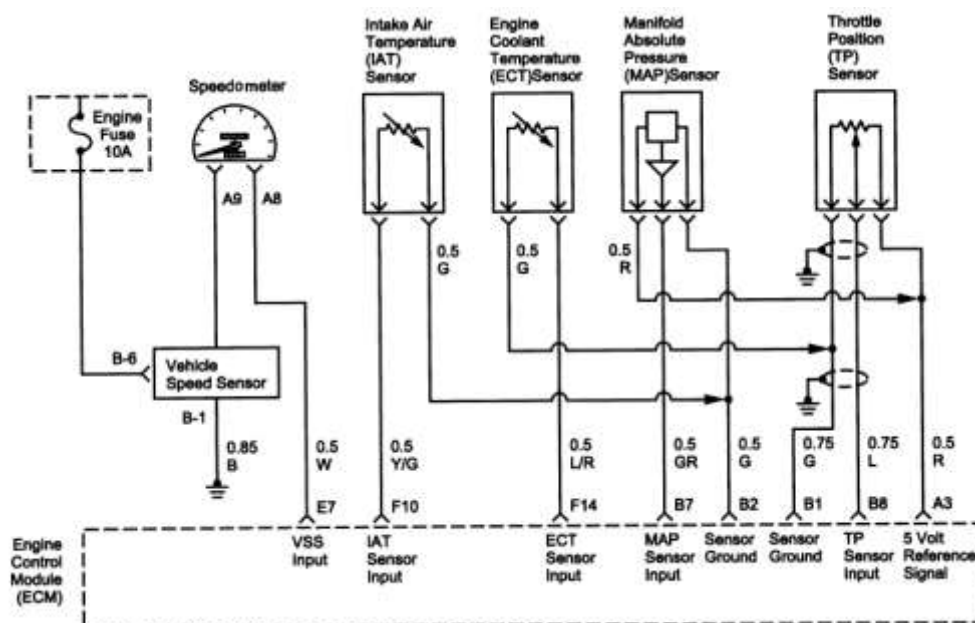 Intake Air
Temperature
(IAT)
Sensor
Engine
Coolant
Temperature
(ECT)Sensor
Manifold
Absolute
Pressure
(MAP)Sensor
Throttle
Position
(TP)
Sensor
Speedometer
Engine
Fuse
10A
A9
A8
0.5
G
0.5
G
0.5
R
B-6
Vehicle
Speed Sensor
B-1
0.85
B
0.5
W
0.5
Y/G
0.5
L/R
0.5
GR
0.5
G
0.75
G
0.75
L
0.5
R
E7
F10
F14
B7
B2
B1
B8
A3
Engine
Control
Module
(ECM)
VSS
Input
IAT
Sensor
Input
ECT
Sensor
Input
MAP
Sensor
Input
Sensor
Ground
Sensor
Ground
TP
Sensor
Input
5 Volt
Reference
Signal